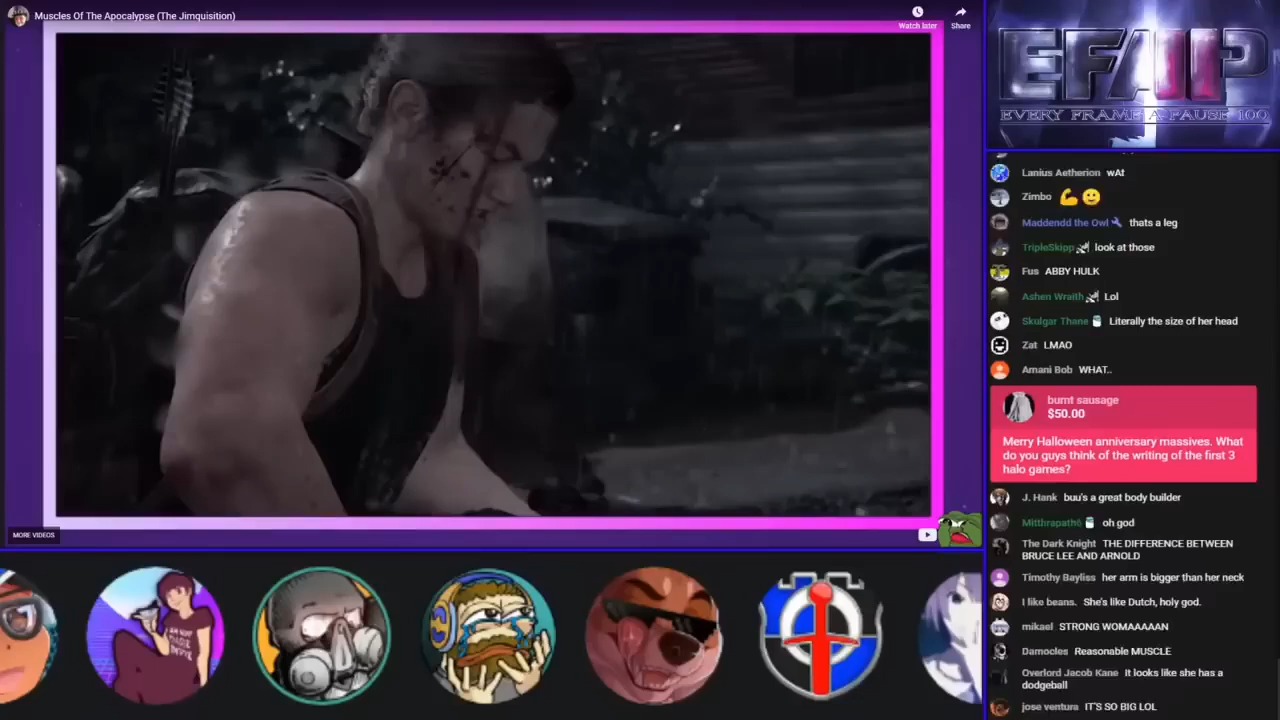 Muscles Of The Apocalypse (The Jimquisition)
Watch later
Share
MORE VIDEOS
EFAP
EVERY FRAME A PAUSE 100
Lanius Aetherion wAt
Zimbo 💪 🙂
Maddendd the Owl thats a leg
TripleSkipp look at those
Fus ABBY HULK
Ashen Wraith Lol
Skulgar Thane Literally the size of her head
Zat LMAO
Amani Bob WHAT..
burnt sausage
$50.00
Merry Halloween anniversary massives. What
do you guys think of the writing of the first 3
halo games?
J. Hank buu's a great body builder
Mitthrapath6 oh god
The Dark Knight THE DIFFERENCE BETWEEN
BRUCE LEE AND ARNOLD
Timothy Bayliss her arm is bigger than her neck
I like beans. She's like Dutch, holy god.
mikael STRONG WOMAAAAAN
Damocles Reasonable MUSCLE
Overlord Jacob Kane It looks like she has a
dodgeball
jose ventura IT'S SO BIG LOL